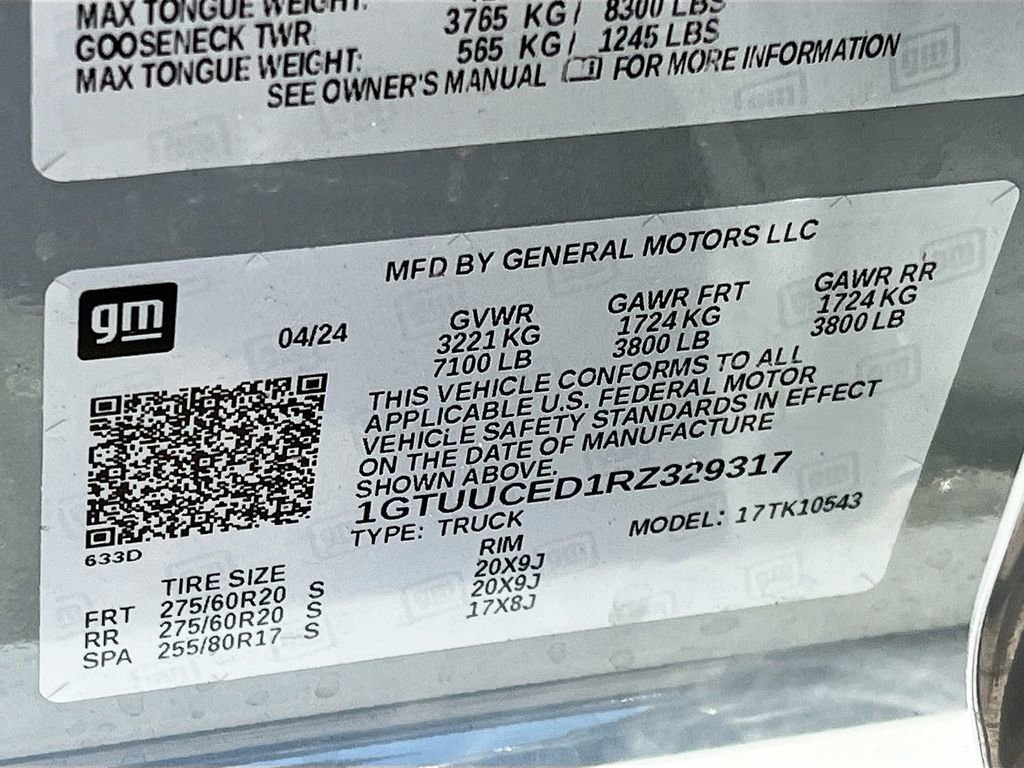 MAX TONGUE WEIGHT:
GOOSENECK TWR 3765 KG / 8300 LBS
MAX TONGUE WEIGHT: 565 KG / 1245 LBS
SEE OWNER'S MANUAL FOR MORE INFORMATION
MFD BY GENERAL MOTORS LLC
gm
04/24
GVWR GAWR FRT GAWR RR
3221 KG 1724 KG 1724 KG
7100 LB 3800 LB 3800 LB
THIS VEHICLE CONFORMS TO ALL
APPLICABLE U.S. FEDERAL MOTOR
VEHICLE SAFETY STANDARDS IN EFFECT
ON THE DATE OF MANUFACTURE
SHOWN ABOVE.
1GTUUCED1RZ329317
TYPE: TRUCK MODEL: 17TK10543
633D
TIRE SIZE RIM
FRT 275/60R20 S 20X9J
RR 275/60R20 S 20X9J
SPA 255/80R17 S 17X8J